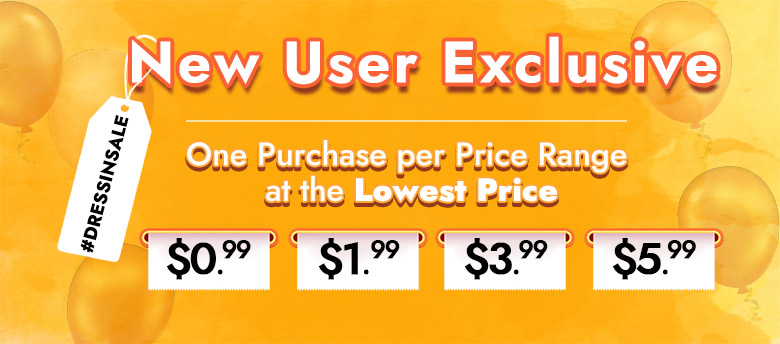 New User Exclusive
#DRESSINSALE
One Purchase per Price Range
at the Lowest Price
$0.99 $1.99 $3.99 $5.99